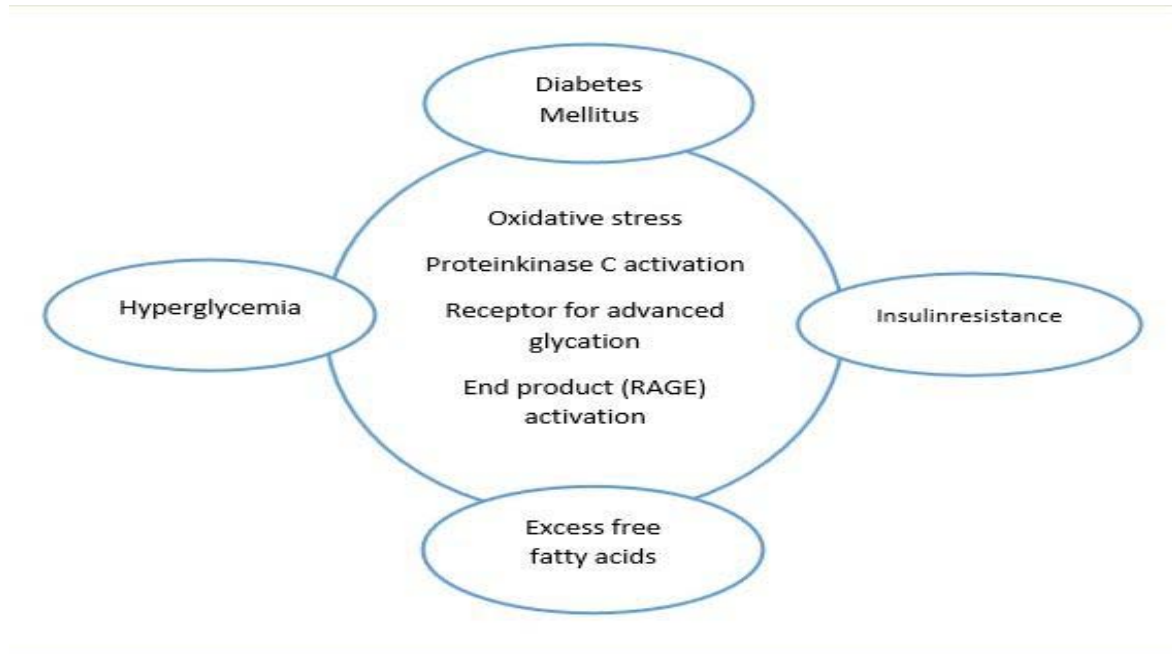 Diabetes
Mellitus
Oxidative stress
Proteinkinase C activation
Hyperglycemia
Receptor for advanced
glycation
Insulinresistance
End product (RAGE)
activation
Excess free
fatty acids